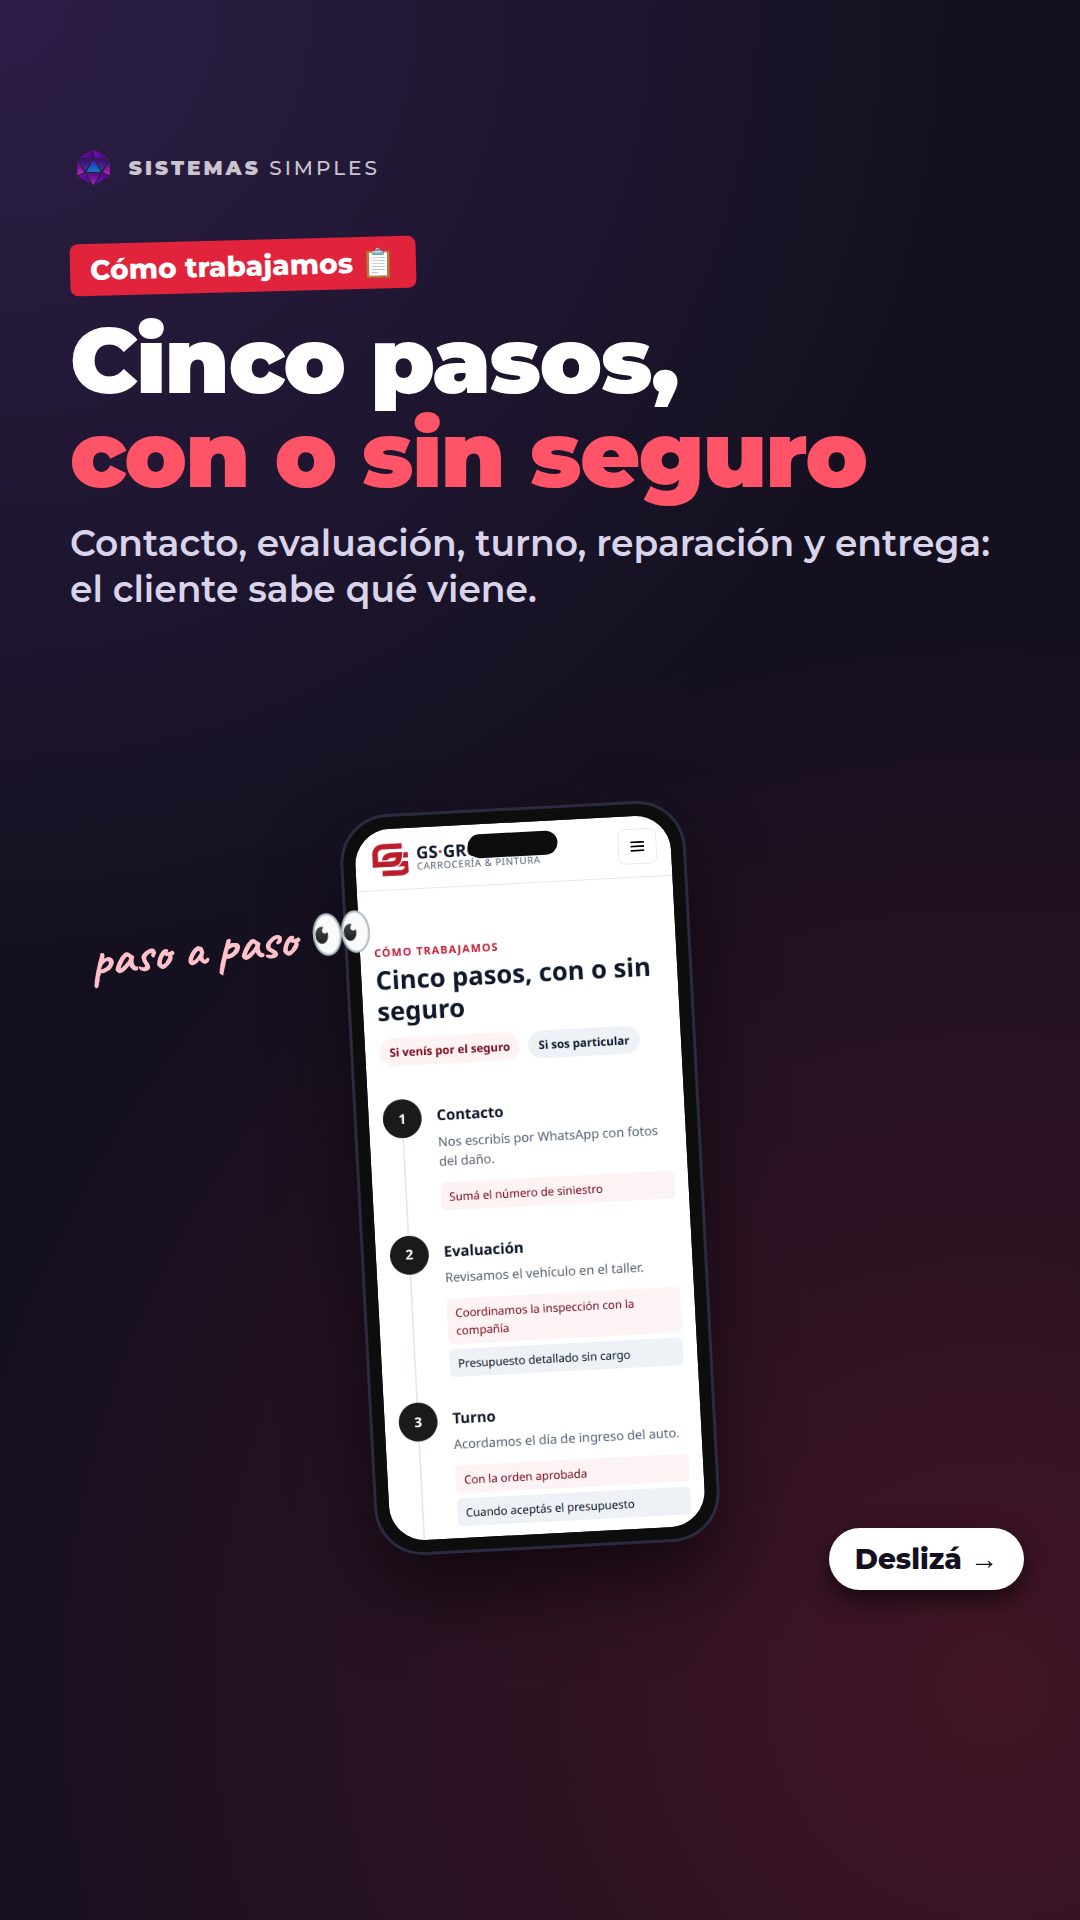 SISTEMAS SIMPLES
Cómo trabajamos 📋
Cinco pasos,
con o sin seguro
Contacto, evaluación, turno, reparación y entrega:
el cliente sabe qué viene.
paso a paso 👀
CARROCERÍA & PINTURA
CÓMO TRABAJAMOS
Cinco pasos, con o sin
seguro
Si venís por el seguro
Si sos particular
1
Contacto
Nos escribís por WhatsApp con fotos
del daño.
Sumá el número de siniestro
2
Evaluación
Revisamos el vehículo en el taller.
Coordinamos la inspección con la
compañía
Presupuesto detallado sin cargo
3
Turno
Acordamos el día de ingreso del auto.
Con la orden aprobada
Cuando aceptás el presupuesto
Deslizá →